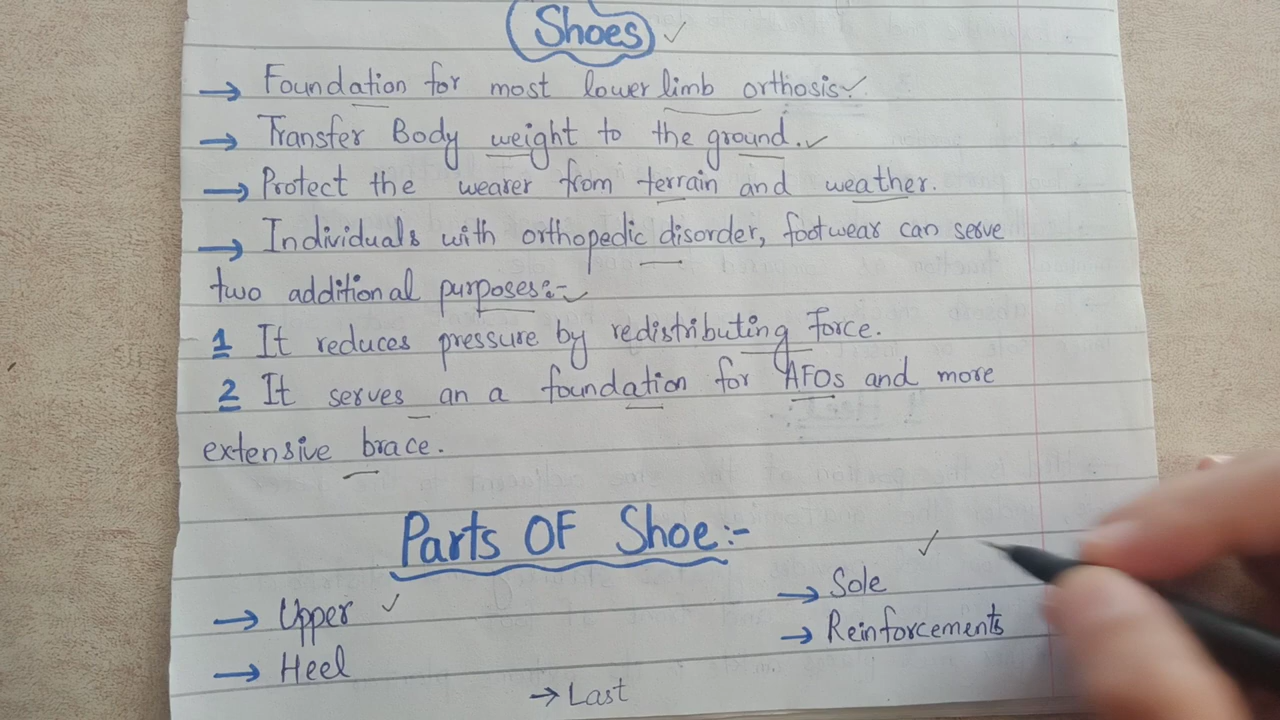 Shoes
→ Foundation for most lower limb orthosis.
→ Transfer Body weight to the ground.
→ Protect the wearer from terrain and weather.
→ Individuals with orthopedic disorder, footwear can serve
two additional purposes:-
1 It reduces pressure by redistributing force.
2 It serves an a foundation for AFOs and more
extensive brace.
Parts OF Shoe:-
→ Upper
→ Sole
→ Heel
→ Reinforcements
→ Last